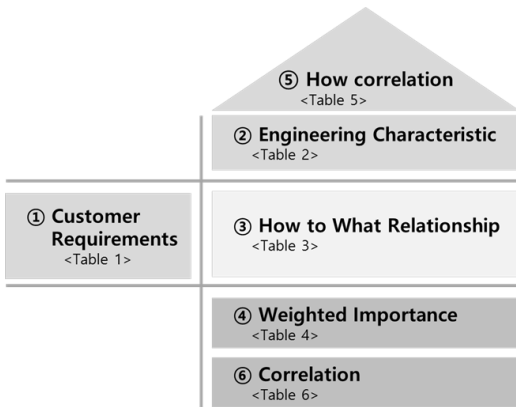 ⑤ How correlation
<Table 5>
② Engineering Characteristic
<Table 2>
① Customer
Requirements
<Table 1>
③ How to What Relationship
<Table 3>
④ Weighted Importance
<Table 4>
⑥ Correlation
<Table 6>